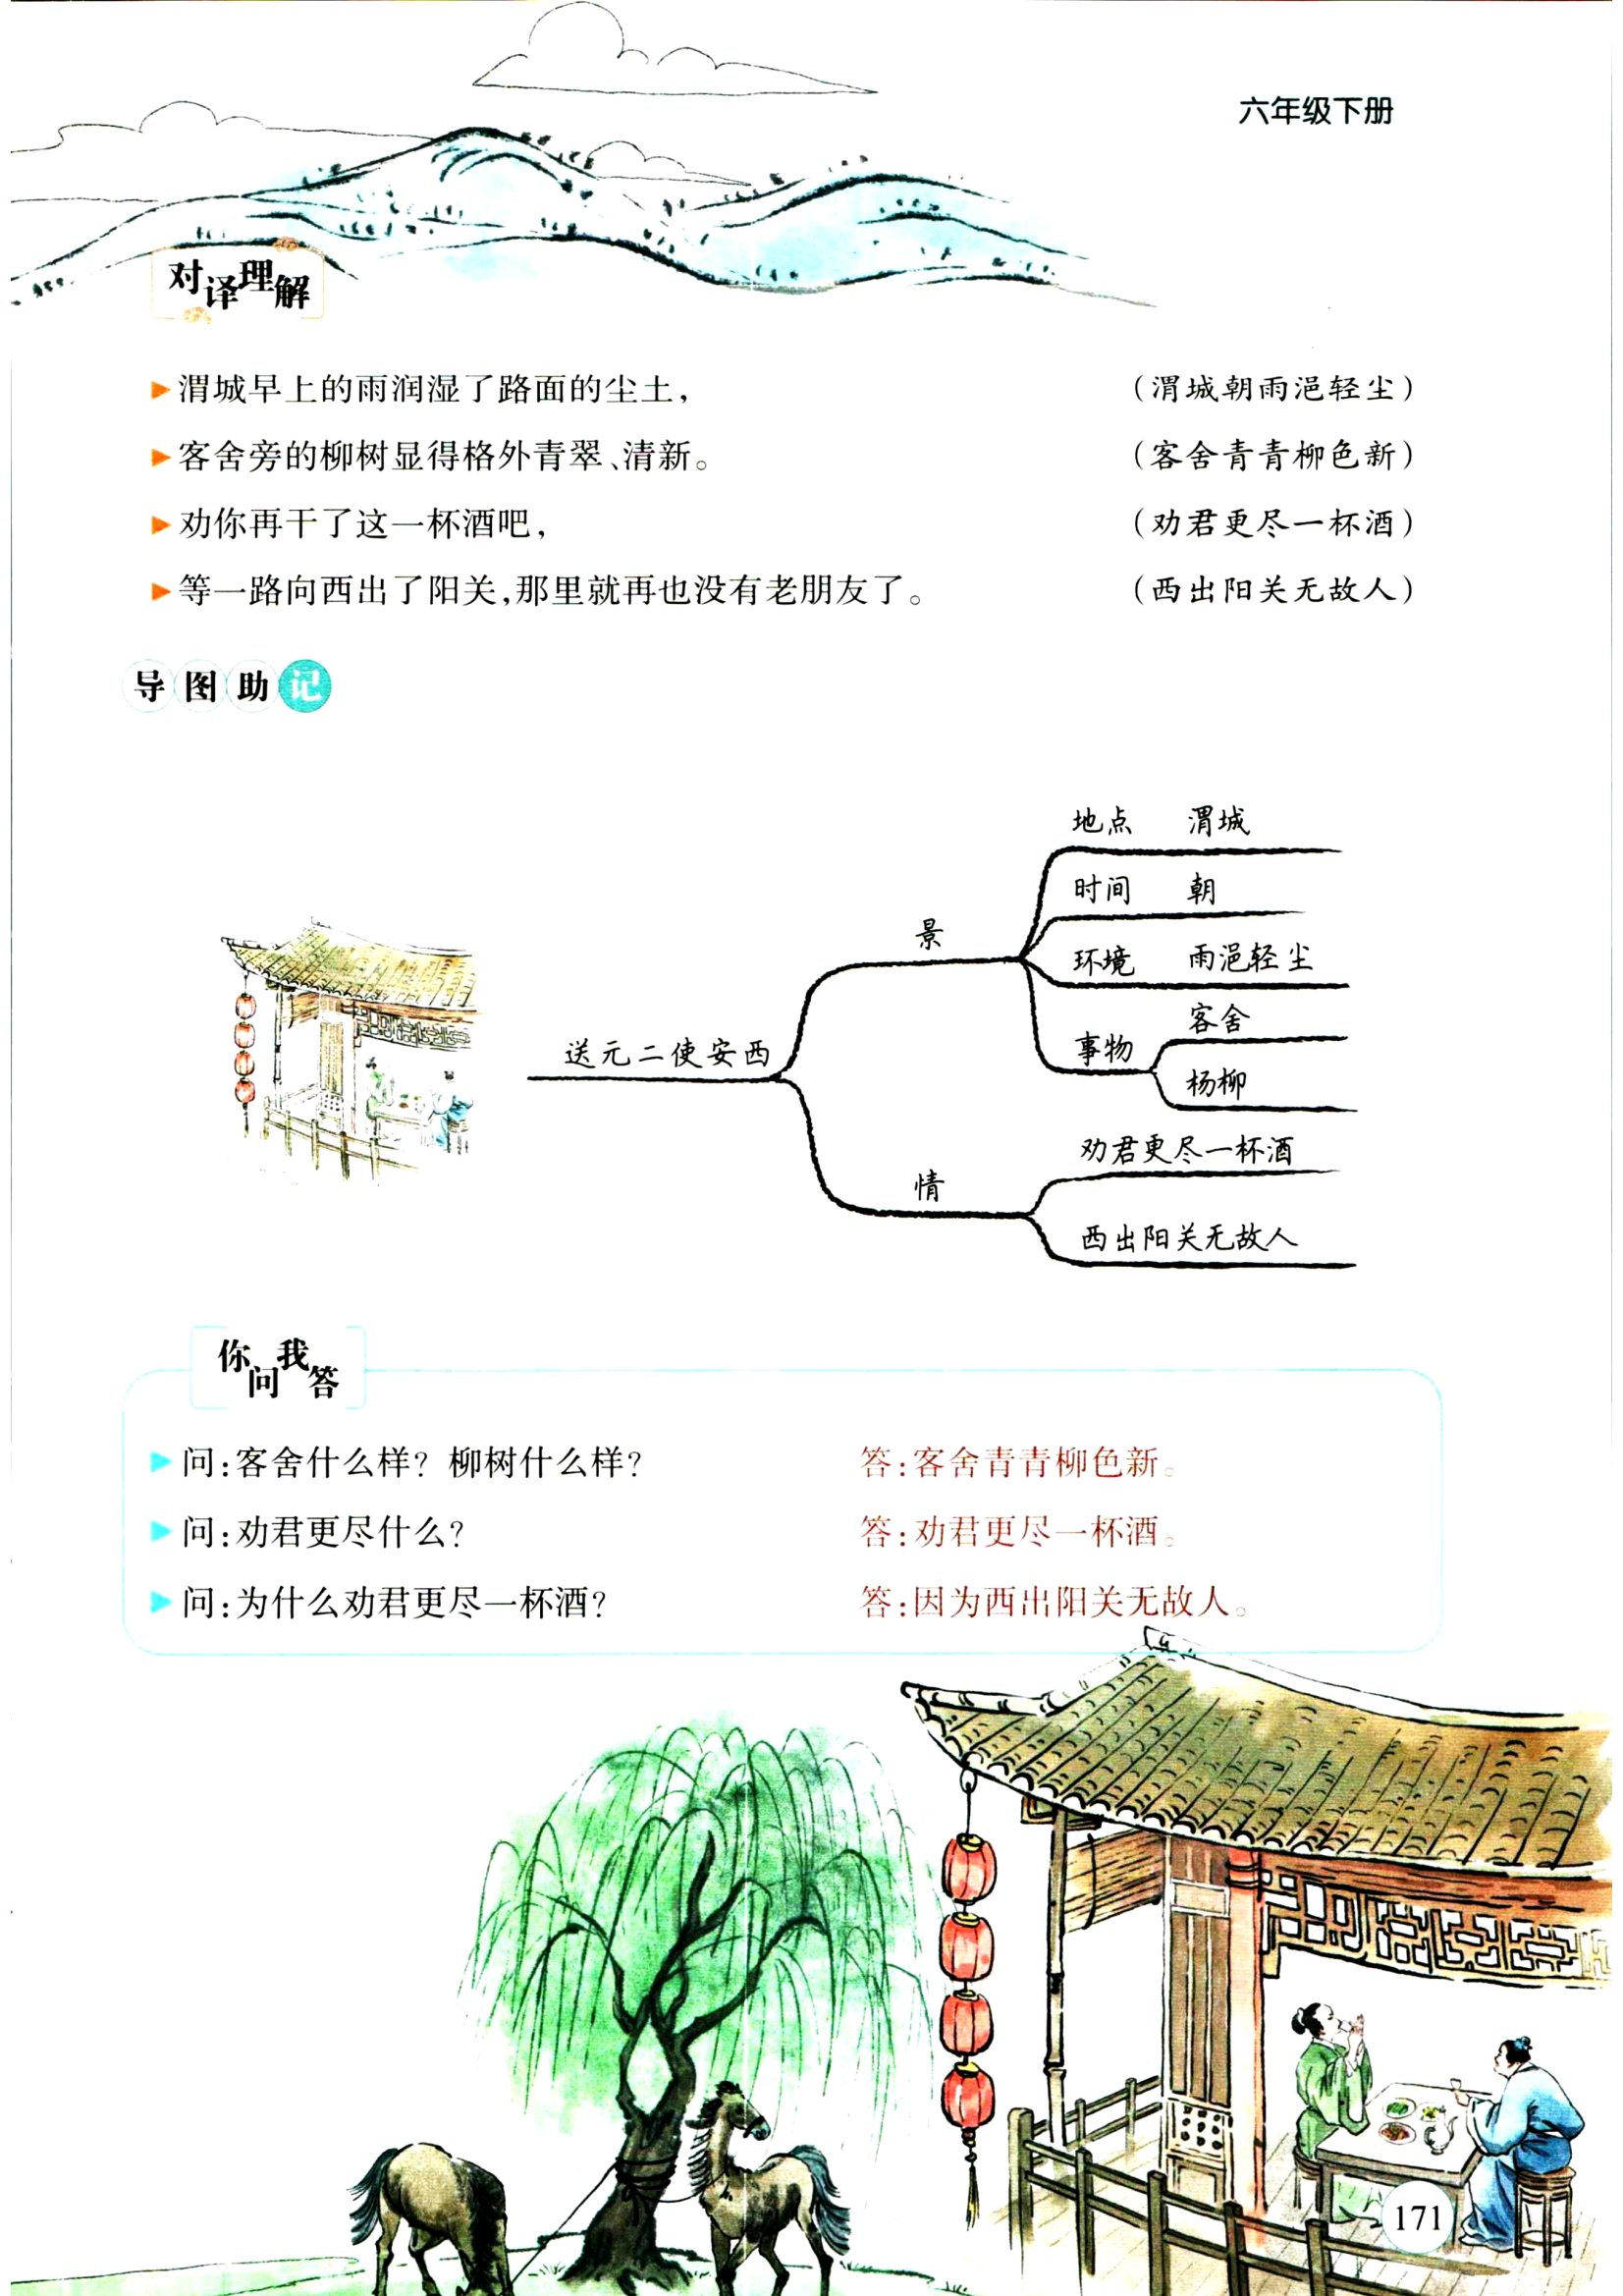 六年级下册
对译理解
渭城早上的雨润湿了路面的尘土，（渭城朝雨浥轻尘）
客舍旁的柳树显得格外青翠、清新。（客舍青青柳色新）
劝你再干了这一杯酒吧，（劝君更尽一杯酒）
等一路向西出了阳关，那里就再也没有老朋友了。（西出阳关无故人）
导图助记
送元二使安西
景
地点 渭城
时间 朝
环境 雨浥轻尘
事物
客舍
杨柳
情
劝君更尽一杯酒
西出阳关无故人
你问我答
问：客舍什么样？柳树什么样？ 答：客舍青青柳色新。
问：劝君更尽什么？ 答：劝君更尽一杯酒。
问：为什么劝君更尽一杯酒？ 答：因为西出阳关无故人。
171